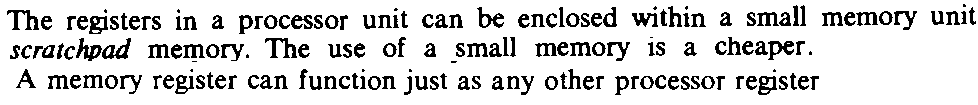 The registers in a processor unit can be enclosed within a small memory unit
scratchpad memory. The use of a small memory is a cheaper.
A memory register can function just as any other processor register